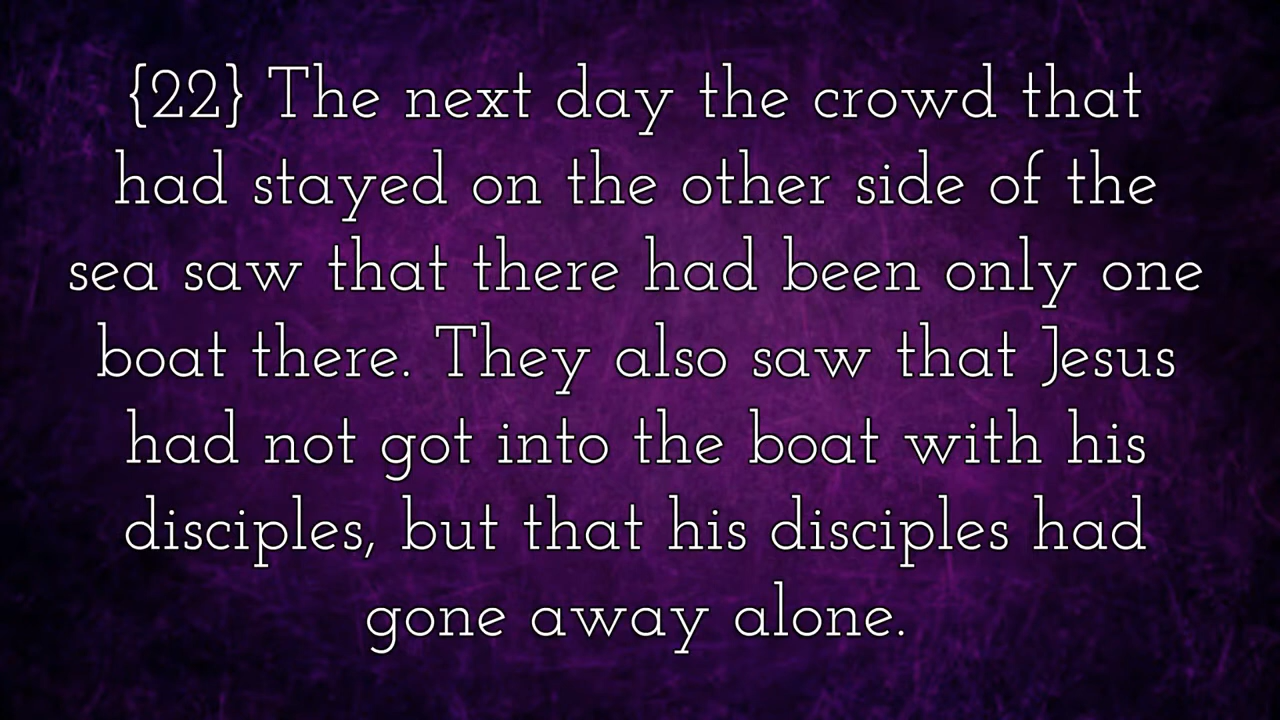 {22} The next day the crowd that
had stayed on the other side of the
sea saw that there had been only one
boat there. They also saw that Jesus
had not got into the boat with his
disciples, but that his disciples had
gone away alone.